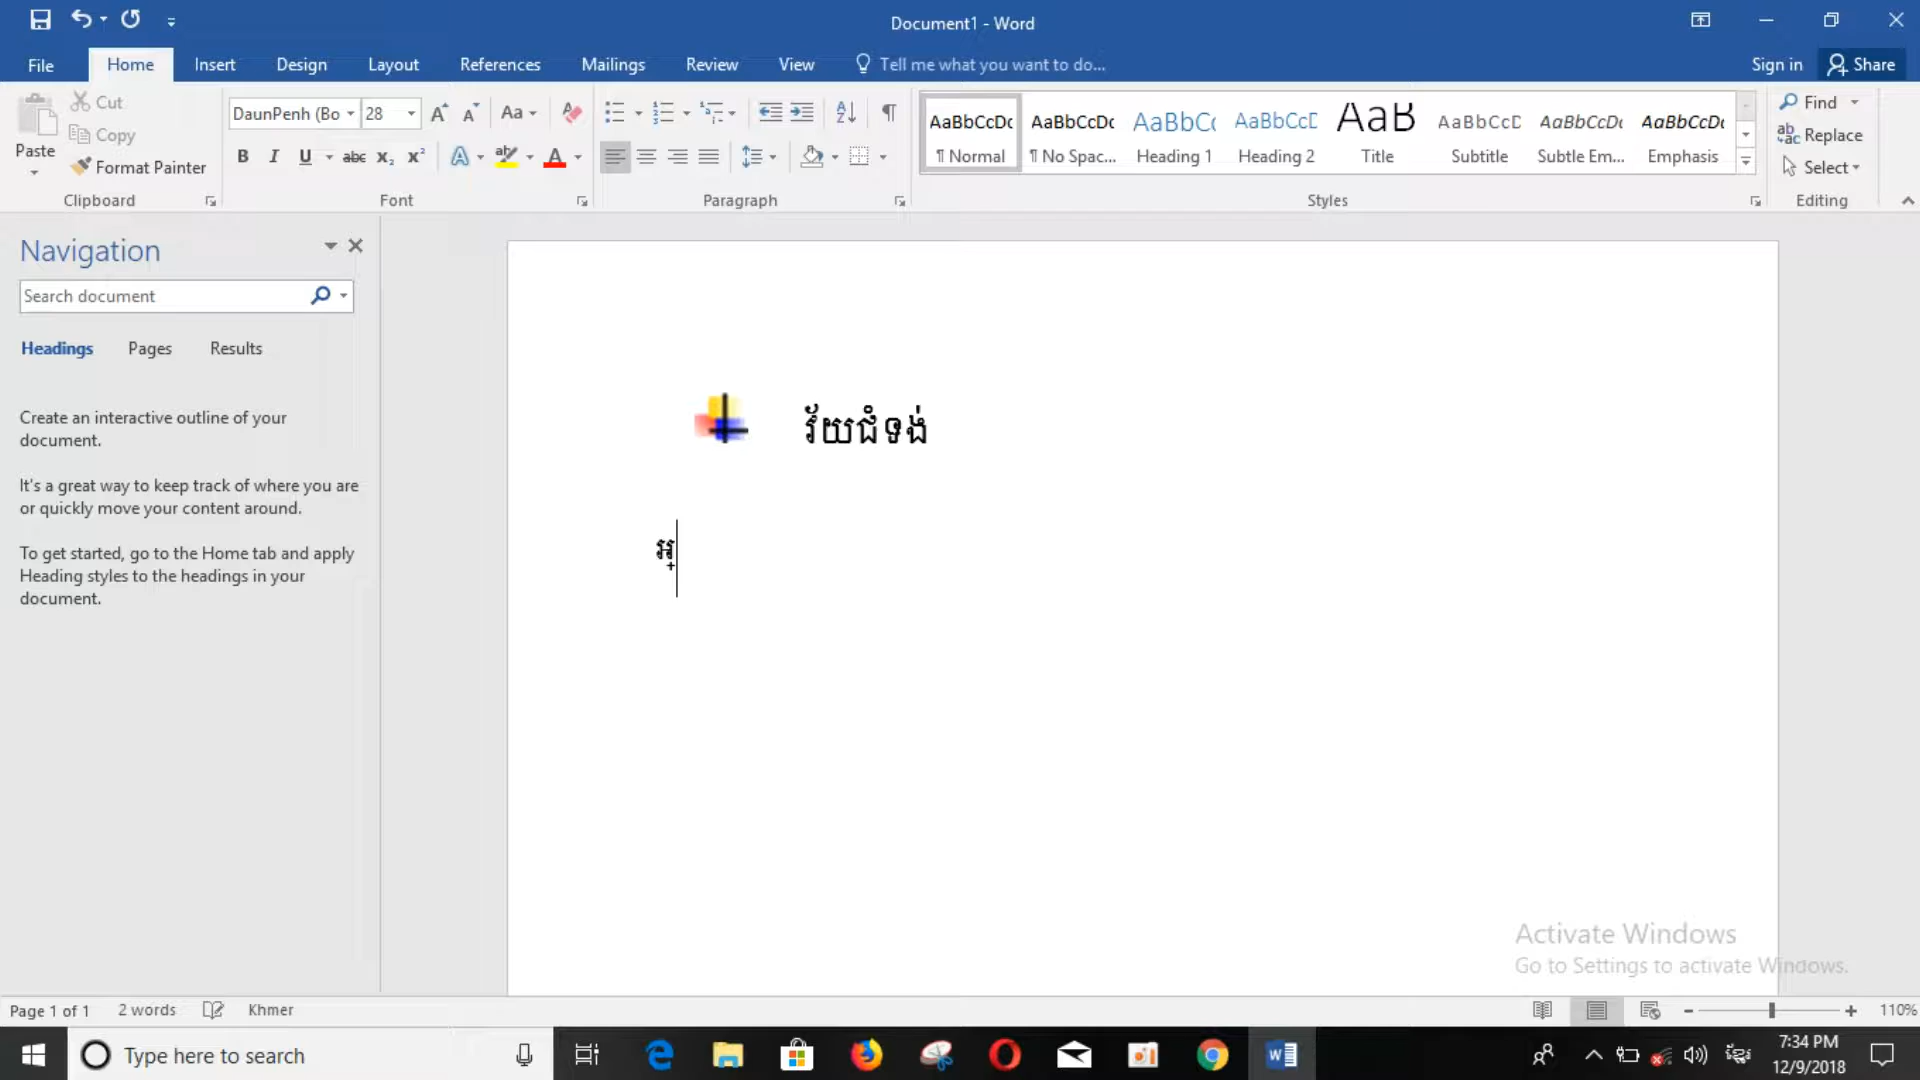 Document1 - Word
File Home Insert Design Layout References Mailings Review View Tell me what you want to do... Sign in Share
Paste Cut Copy Format Painter Clipboard
DaunPenh (Bo 28 Aa
B I U abc X₂ X² A A
Font
Paragraph
AaBbCcDc AaBbCcDc AaBbCc AaBbCcD AaB AaBbCcD AaBbCcDc AaBbCcDc
¶ Normal ¶ No Spac... Heading 1 Heading 2 Title Subtitle Subtle Em... Emphasis
Styles
Find
Replace
Select
Editing
Navigation
Search document
Headings Pages Results
Create an interactive outline of your
document.
It's a great way to keep track of where you are
or quickly move your content around.
To get started, go to the Home tab and apply
Heading styles to the headings in your
document.
វ័យជំទង់
អ្
Activate Windows
Go to Settings to activate Windows.
Page 1 of 1 2 words Khmer 110%
Type here to search
7:34 PM
12/9/2018